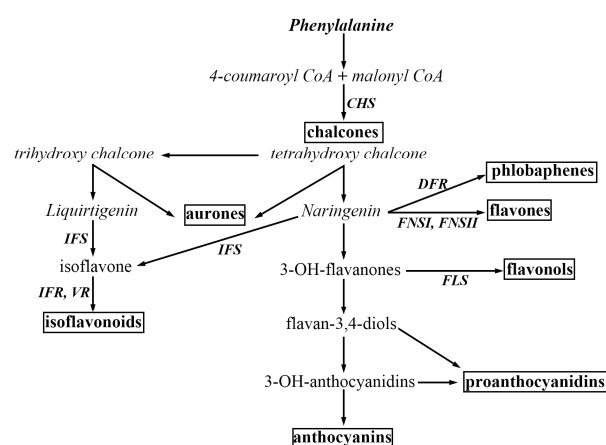 Phenylalanine
4-coumaroyl CoA + malonyl CoA
CHS
chalcones
trihydroxy chalcone
tetrahydroxy chalcone
DFR
phlobaphenes
Liquirtigenin
aurones
Naringenin
flavones
FNSI, FNSII
IFS
IFS
isoflavone
3-OH-flavanones
flavonols
FLS
IFR, VR
isoflavonoids
flavan-3,4-diols
3-OH-anthocyanidins
proanthocyanidins
anthocyanins